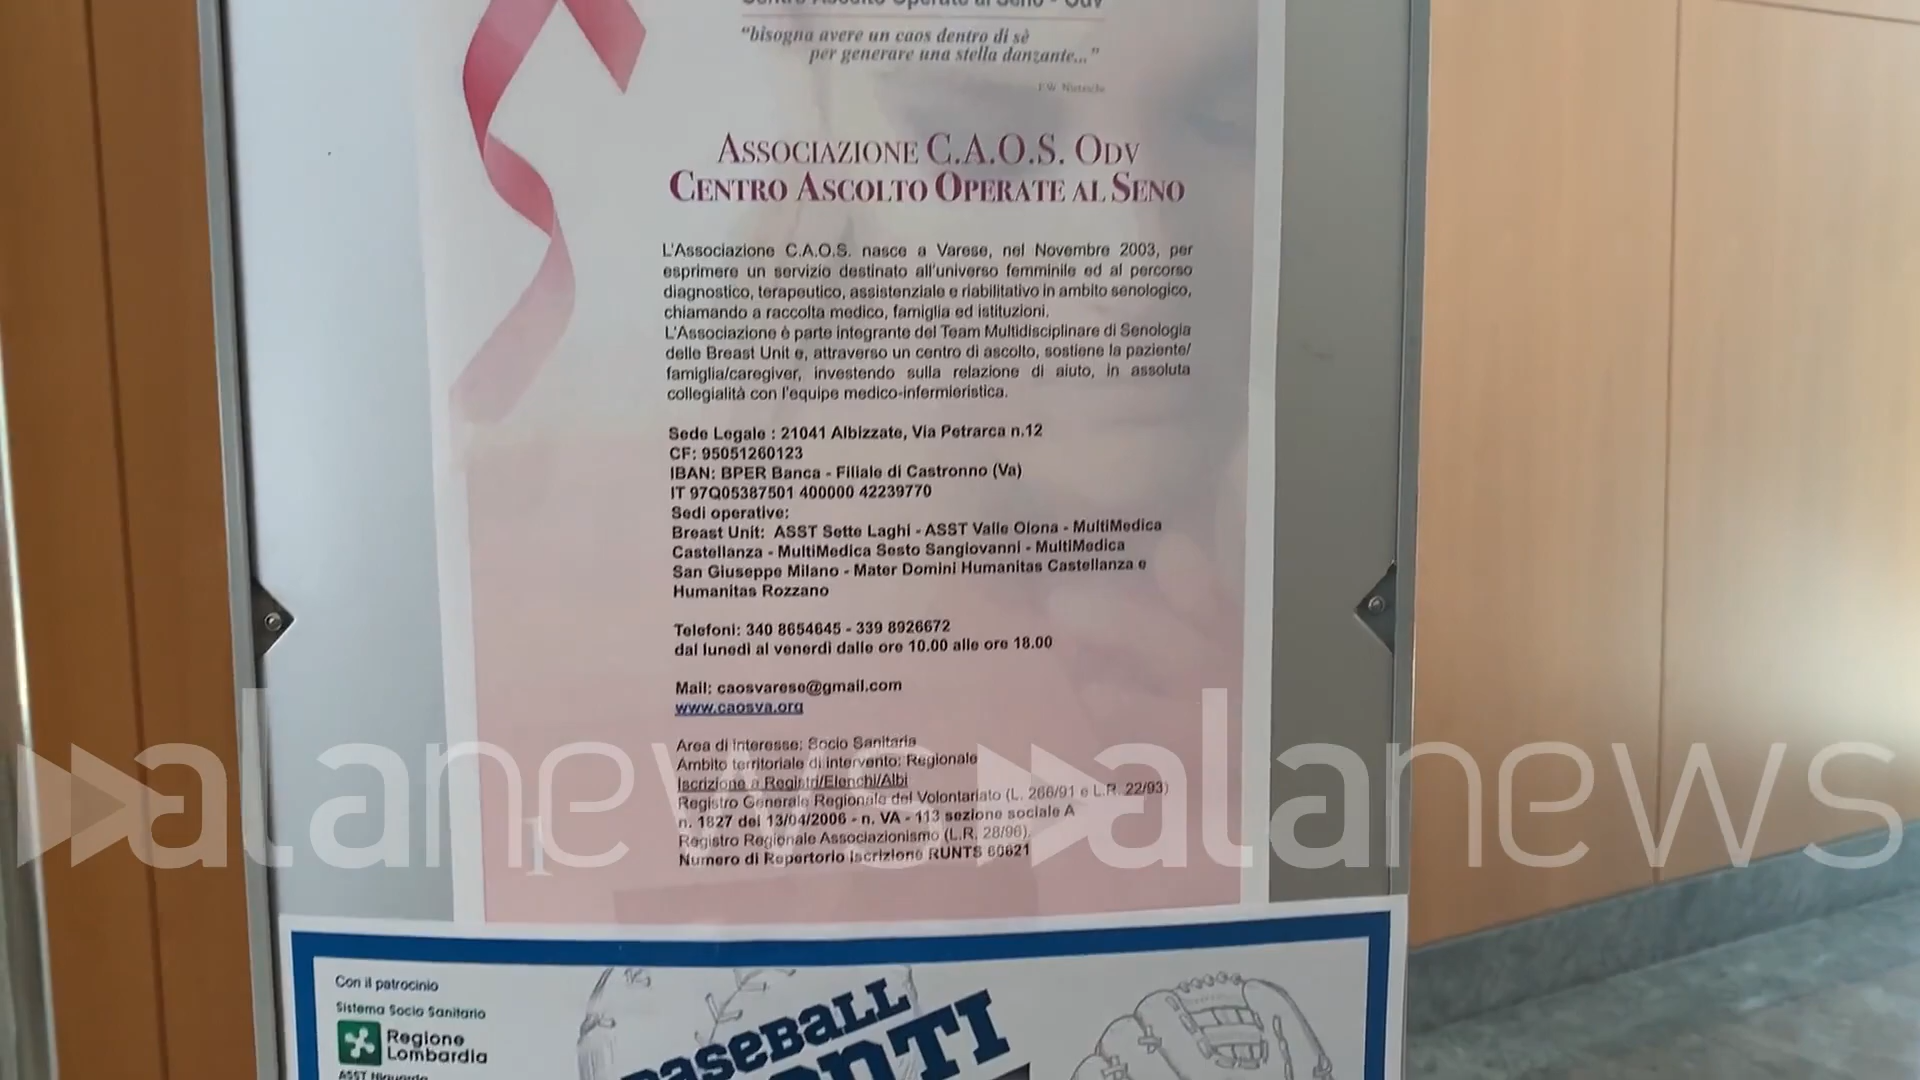 Centro Ascolto Operate al Seno - Odv
"bisogna avere un caos dentro di sè
per generare una stella danzante..."
F.W. Nietzsche
ASSOCIAZIONE C.A.O.S. ODV
CENTRO ASCOLTO OPERATE AL SENO
L'Associazione C.A.O.S. nasce a Varese, nel Novembre 2003, per
esprimere un servizio destinato all'universo femminile ed al percorso
diagnostico, terapeutico, assistenziale e riabilitativo in ambito senologico,
chiamando a raccolta medico, famiglia ed istituzioni.
L'Associazione è parte integrante del Team Multidisciplinare di Senologia
delle Breast Unit e, attraverso un centro di ascolto, sostiene la paziente/
famiglia/caregiver, investendo sulla relazione di aiuto, in assoluta
collegialità con l'equipe medico-infermieristica.
Sede Legale : 21041 Albizzate, Via Petrarca n.12
CF: 95051260123
IBAN: BPER Banca - Filiale di Castronno (Va)
IT 97Q05387501 400000 42239770
Sedi operative:
Breast Unit: ASST Sette Laghi - ASST Valle Olona - MultiMedica
Castellanza - MultiMedica Sesto Sangiovanni - MultiMedica
San Giuseppe Milano - Mater Domini Humanitas Castellanza e
Humanitas Rozzano
Telefoni: 340 8654645 - 339 8926672
dal lunedì al venerdì dalle ore 10.00 alle ore 18.00
Mail: caosvarese@gmail.com
www.caosva.org
Area di interesse: Socio Sanitaria
Ambito territoriale di intervento: Regionale
Iscrizione a Registri/Elenchi/Albi
Registro Generale Regionale del Volontariato (L. 266/91 e L.R. 22/93)
n. 1827 del 13/04/2006 - n. VA - 113 sezione sociale A
Registro Regionale Associazionismo (L.R. 28/96),
Numero di Repertorio Iscrizione RUNTS 60621
alanews alanews
Con il patrocinio
Sistema Socio Sanitario
Regione
Lombardia
ASST Niguarda
BASEBALL